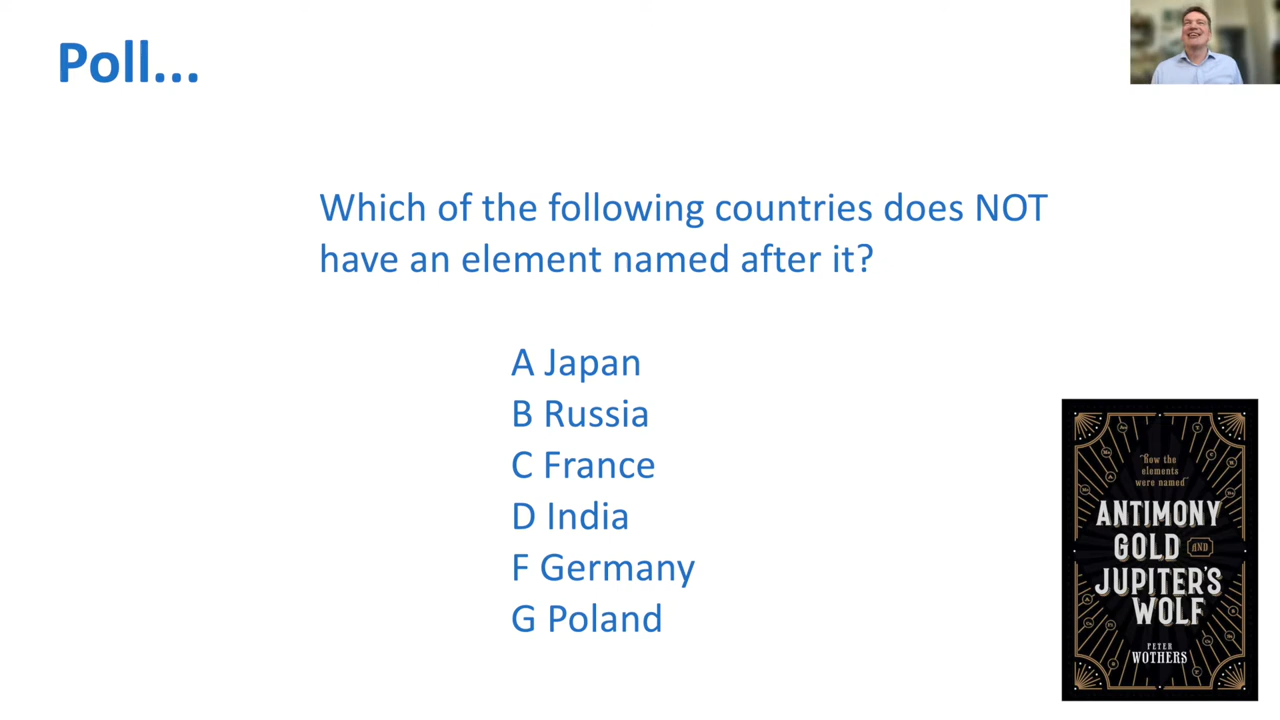 Poll...
Which of the following countries does NOT
have an element named after it?
A Japan
B Russia
C France
D India
F Germany
G Poland
How the
elements
were named
ANTIMONY
GOLD AND
JUPITER'S
WOLF
PETER
WOTHERS